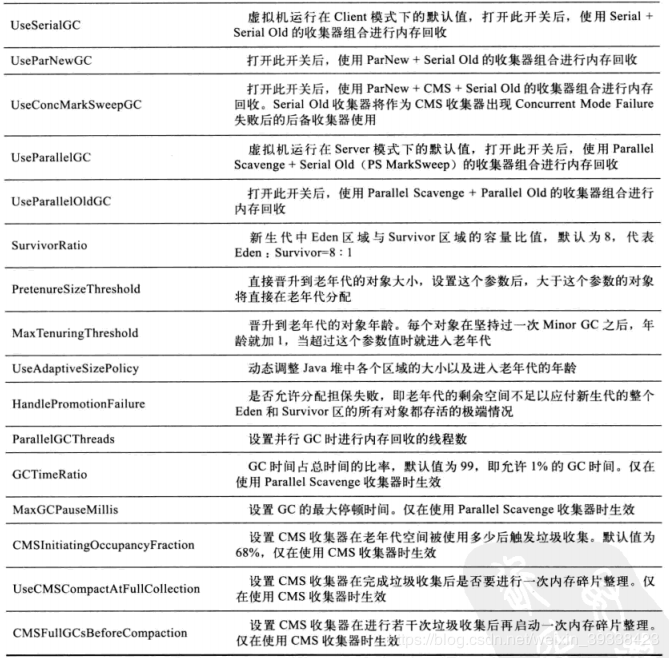 UseSerialGC
虚拟机运行在 Client 模式下的默认值，打开此开关后，使用 Serial +
Serial Old 的收集器组合进行内存回收
UseParNewGC
打开此开关后，使用 ParNew + Serial Old 的收集器组合进行内存回收
UseConcMarkSweepGC
打开此开关后，使用 ParNew + CMS + Serial Old 的收集器组合进行内存
回收。Serial Old 收集器将作为 CMS 收集器出现 Concurrent Mode Failure
失败后的后备收集器使用
UseParallelGC
虚拟机运行在 Server 模式下的默认值，打开此开关后，使用 Parallel
Scavenge + Serial Old（PS MarkSweep）的收集器组合进行内存回收
UseParallelOldGC
打开此开关后，使用 Parallel Scavenge + Parallel Old 的收集器组合进行
内存回收
SurvivorRatio
新生代中 Eden 区域与 Survivor 区域的容量比值，默认为 8，代表
Eden : Survivor=8 : 1
PretenureSizeThreshold
直接晋升到老年代的对象大小，设置这个参数后，大于这个参数的对象
将直接在老年代分配
MaxTenuringThreshold
晋升到老年代的对象年龄。每个对象在坚持过一次 Minor GC 之后，年
龄就加 1，当超过这个参数值时就进入老年代
UseAdaptiveSizePolicy
动态调整 Java 堆中各个区域的大小以及进入老年代的年龄
HandlePromotionFailure
是否允许分配担保失败，即老年代的剩余空间不足以应付新生代的整个
Eden 和 Survivor 区的所有对象都存活的极端情况
ParallelGCThreads
设置并行 GC 时进行内存回收的线程数
GCTimeRatio
GC 时间占总时间的比率，默认值为 99，即允许 1% 的 GC 时间。仅在
使用 Parallel Scavenge 收集器时生效
MaxGCPauseMillis
设置 GC 的最大停顿时间。仅在使用 Parallel Scavenge 收集器时生效
CMSInitiatingOccupancyFraction
设置 CMS 收集器在老年代空间被使用多少后触发垃圾收集。默认值为
68%，仅在使用 CMS 收集器时生效
UseCMSCompactAtFullCollection
设置 CMS 收集器在完成垃圾收集后是否要进行一次内存碎片整理。仅
在使用 CMS 收集器时生效
CMSFullGCsBeforeCompaction
设置 CMS 收集器在进行若干次垃圾收集后再启动一次内存碎片整理。
仅在使用 CMS 收集器时生效
https://blog.csdn.net/weixin_39338423